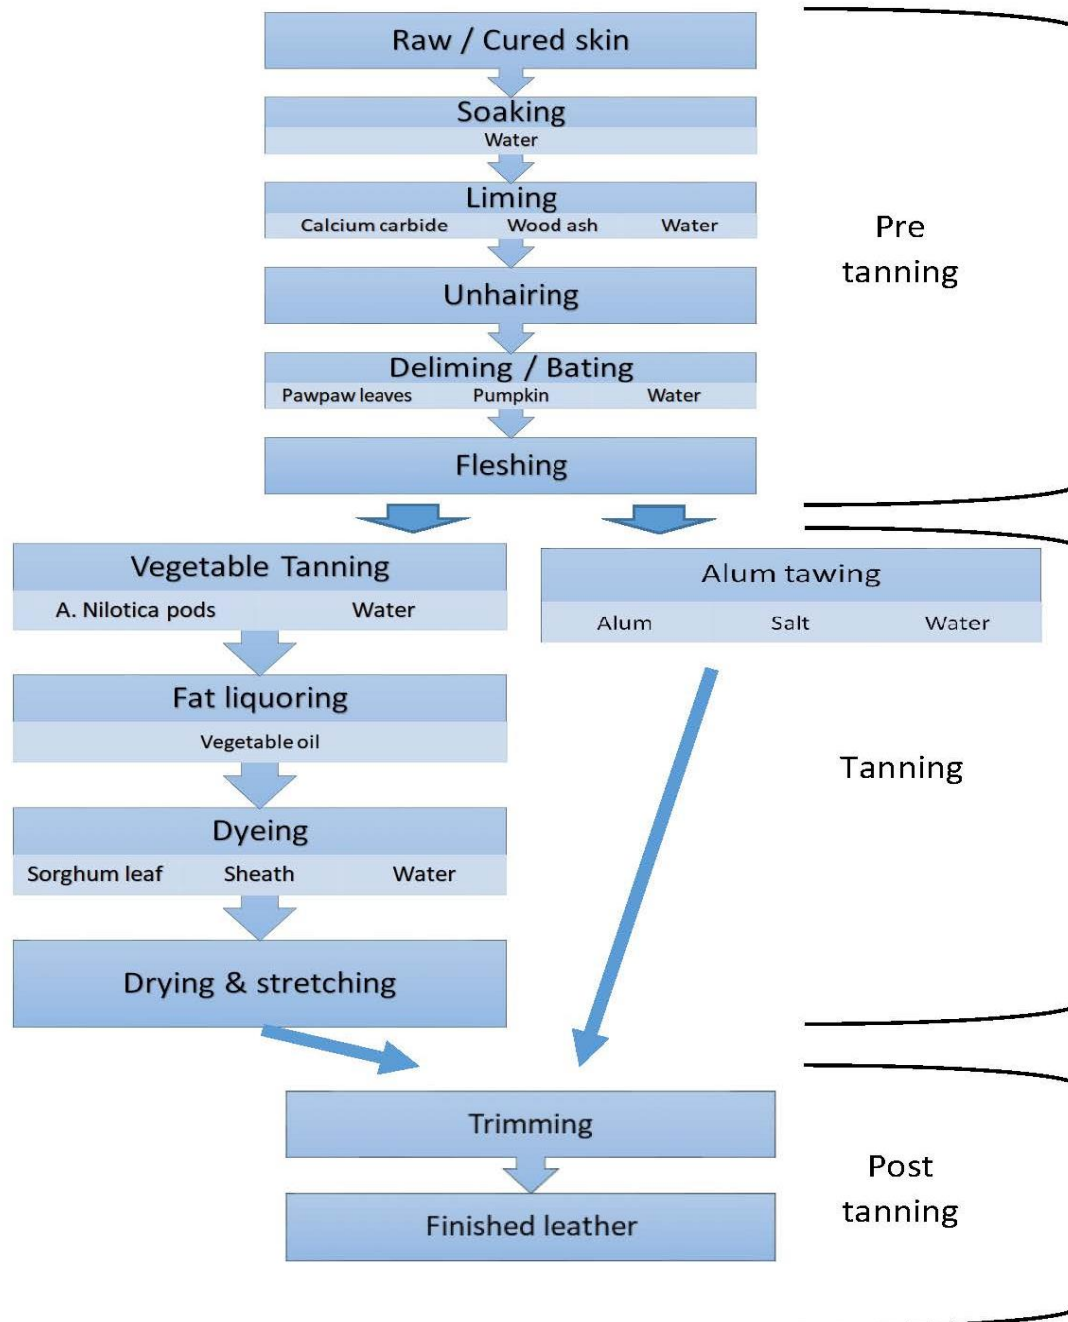 Raw / Cured skin
Soaking
Water
Liming
Calcium carbide Wood ash Water
Pre
tanning
Unhairing
Deliming / Bating
Pawpaw leaves Pumpkin Water
Fleshing
Vegetable Tanning
A. Nilotica pods Water
Alum tawing
Alum Salt Water
Fat liquoring
Vegetable oil
Tanning
Dyeing
Sorghum leaf Sheath Water
Drying & stretching
Trimming
Post
tanning
Finished leather